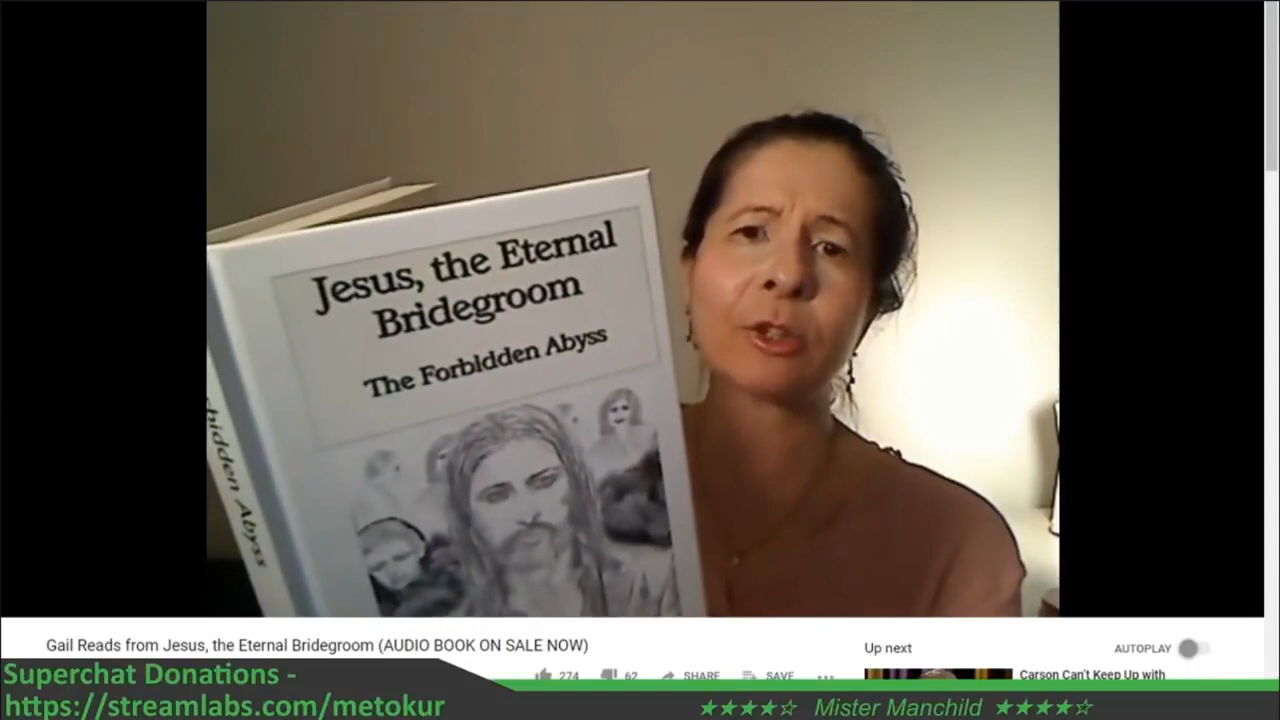 Jesus, the Eternal
Bridegroom
The Forbidden Abyss
Abyss
Gail Reads from Jesus, the Eternal Bridegroom (AUDIO BOOK ON SALE NOW)
Up next
AUTOPLAY
274
62
SHARE
SAVE
Carson Can't Keep Up with
Superchat Donations -
https://streamlabs.com/metokur
★★★★☆ Mister Manchild ★★★★☆